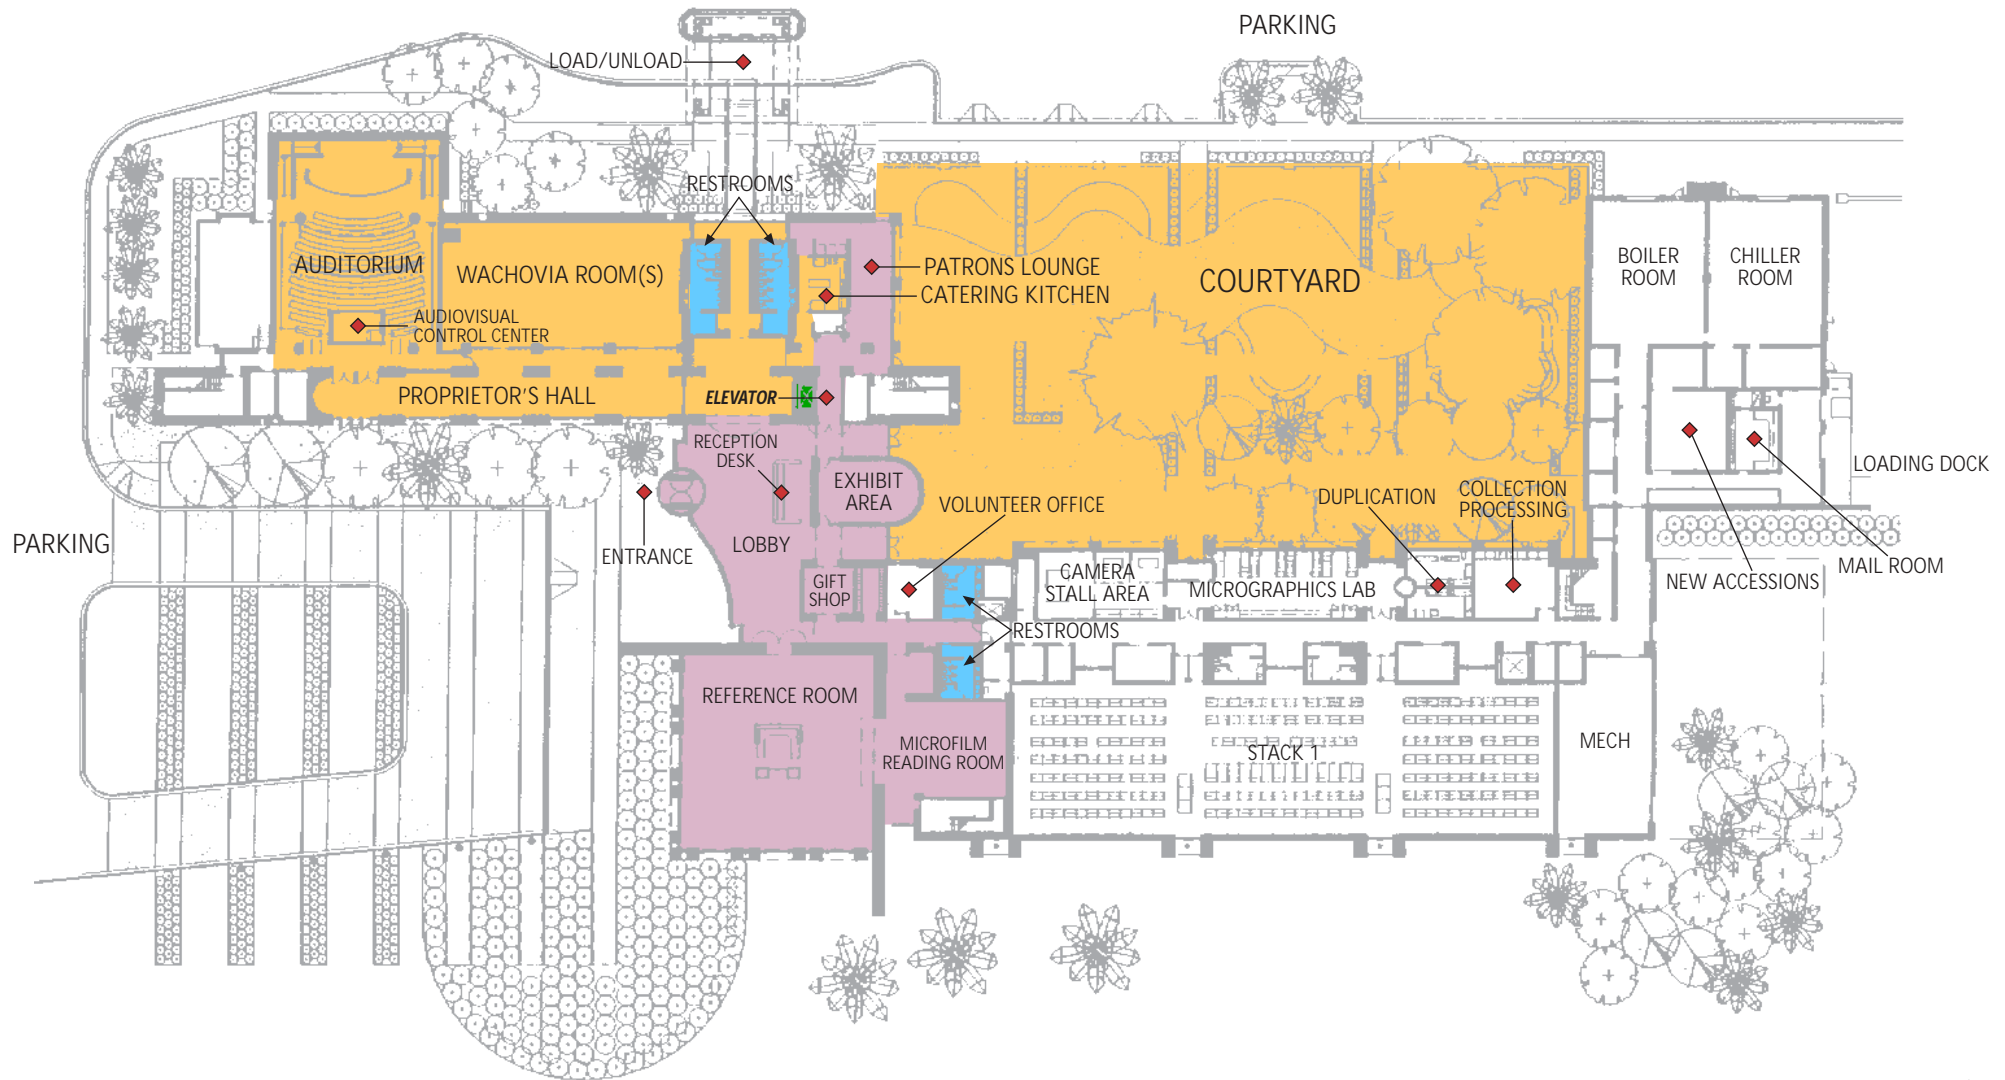 PARKING
LOAD/UNLOAD
RESTROOMS
AUDITORIUM
WACHOVIA ROOM(S)
PATRONS LOUNGE
CATERING KITCHEN
COURTYARD
BOILER
ROOM
CHILLER
ROOM
AUDIOVISUAL
CONTROL CENTER
PROPRIETOR'S HALL
ELEVATOR
RECEPTION
DESK
EXHIBIT
AREA
VOLUNTEER OFFICE
DUPLICATION
COLLECTION
PROCESSING
LOADING DOCK
PARKING
ENTRANCE
LOBBY
GIFT
SHOP
CAMERA
STALL AREA
MICROGRAPHICS LAB
NEW ACCESSIONS
MAIL ROOM
RESTROOMS
REFERENCE ROOM
MICROFILM
READING ROOM
STACK 1
MECH